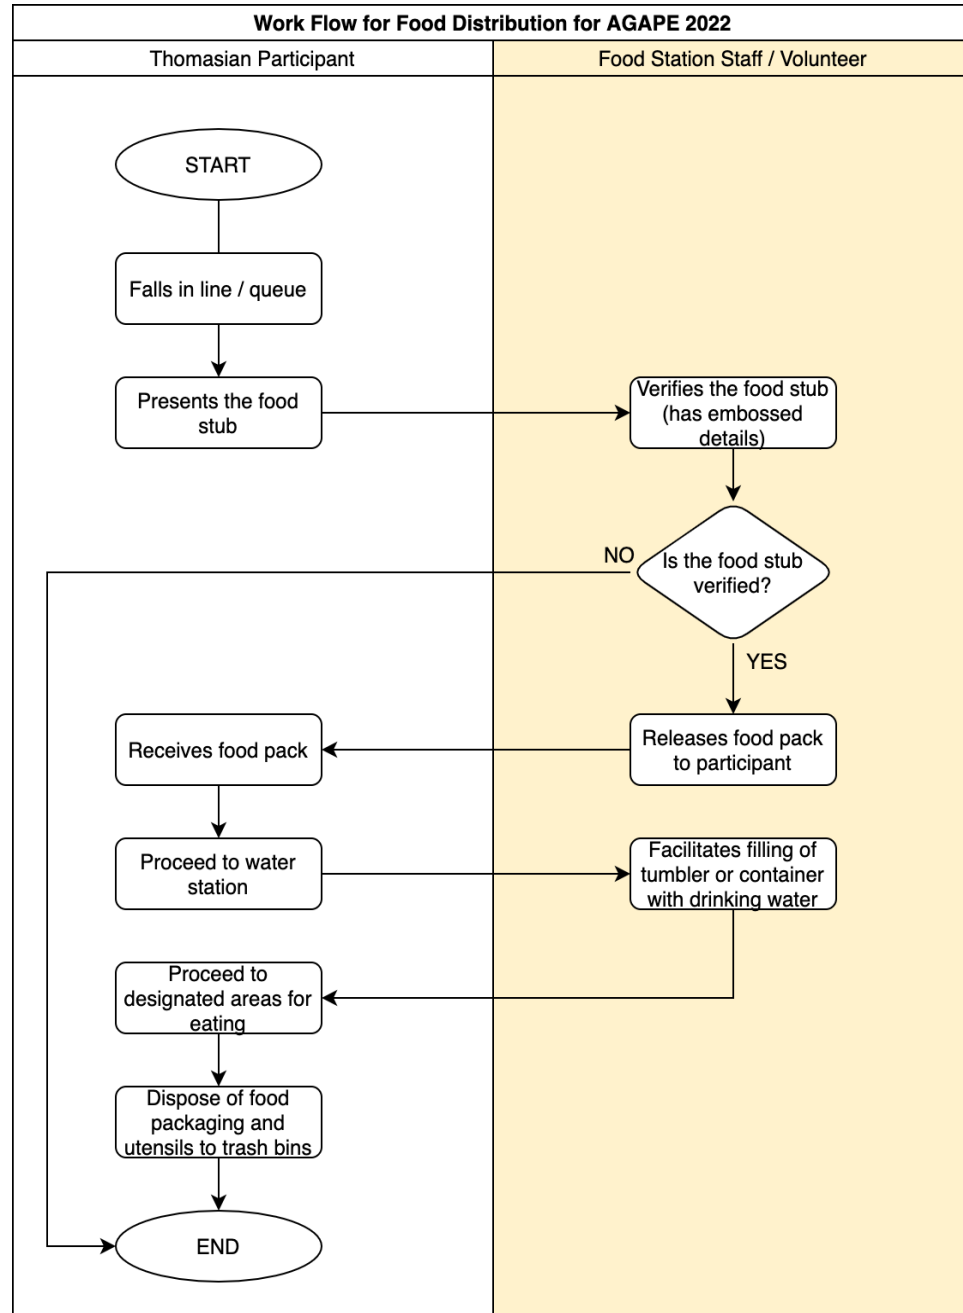 Work Flow for Food Distribution for AGAPE 2022
Thomasian Participant
Food Station Staff / Volunteer
START
Falls in line / queue
Presents the food
stub
Verifies the food stub
(has embossed
details)
Is the food stub
verified?
NO
YES
Releases food pack
to participant
Receives food pack
Proceed to water
station
Facilitates filling of
tumbler or container
with drinking water
Proceed to
designated areas for
eating
Dispose of food
packaging and
utensils to trash bins
END